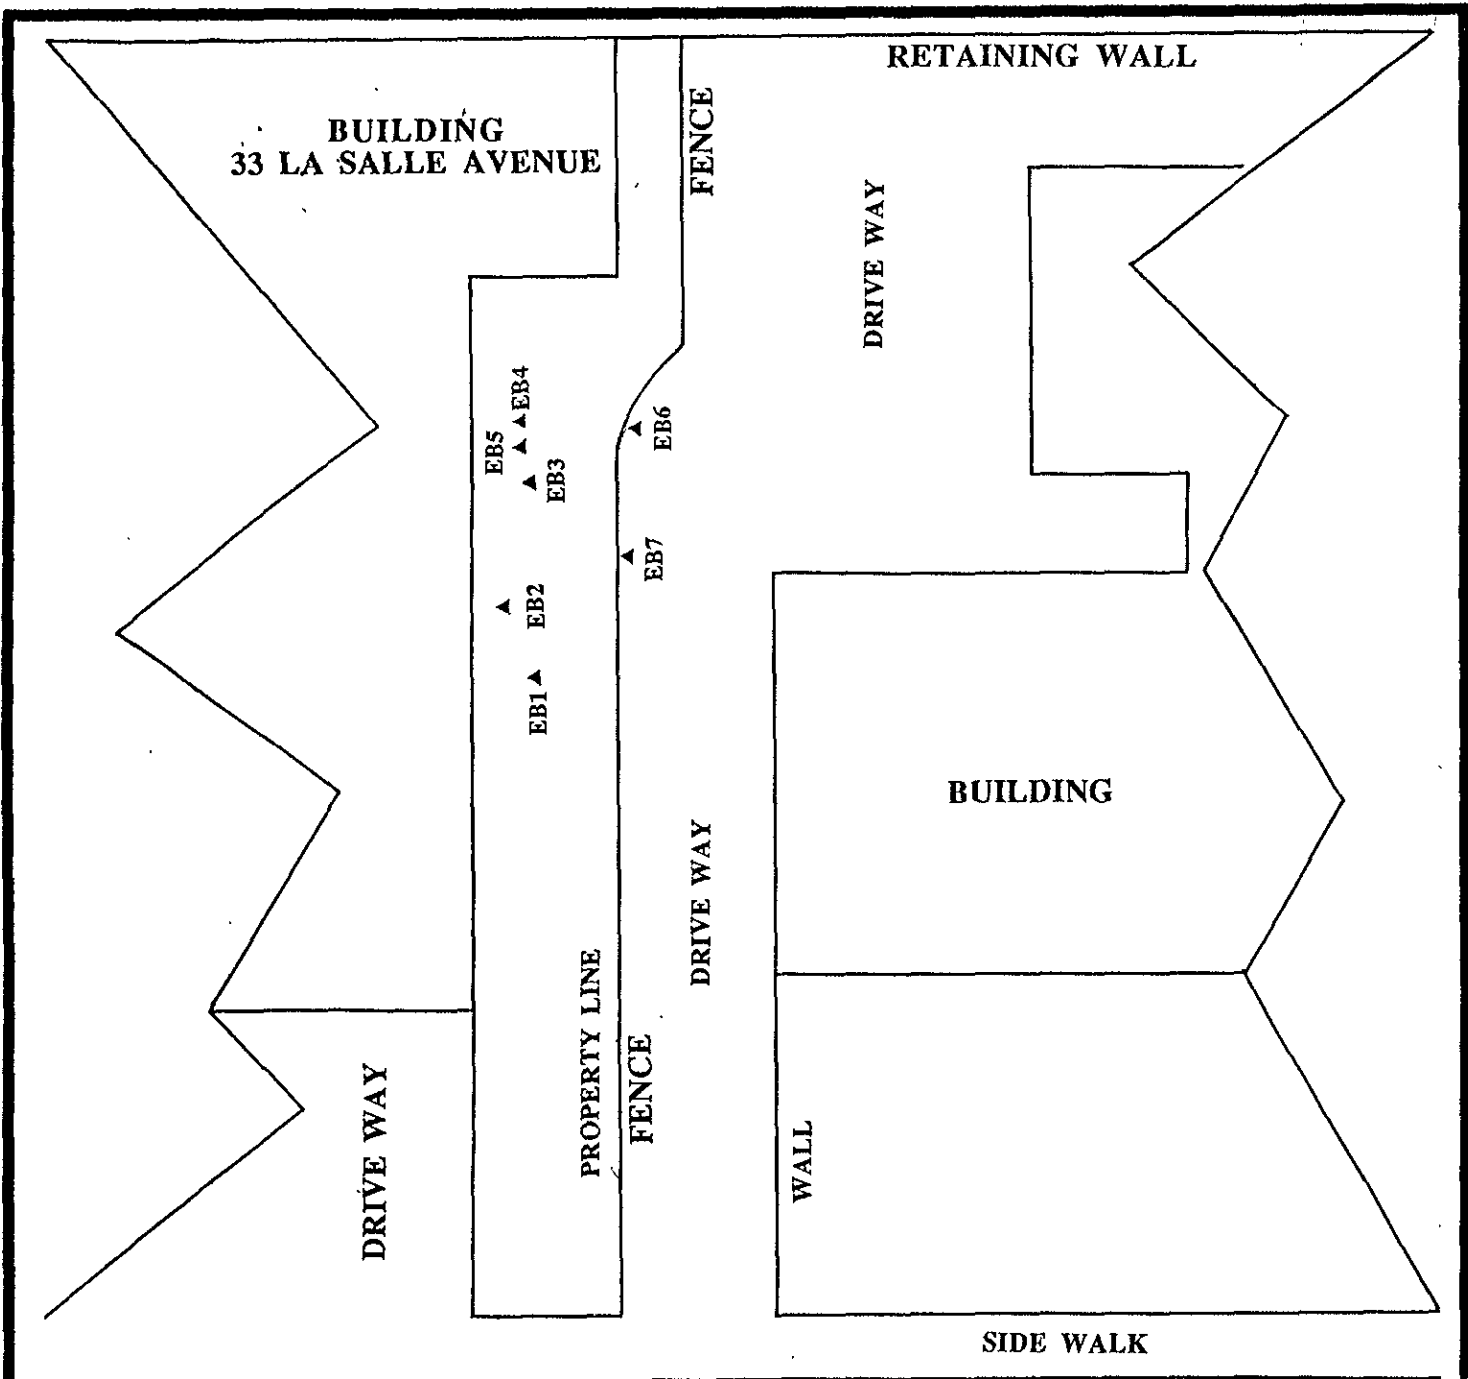 RETAINING WALL
BUILDING
33 LA SALLE AVENUE
FENCE
DRIVE WAY
EB4
EB5
EB6
EB3
EB7
EB2
EB1
BUILDING
DRIVE WAY
PROPERTY LINE
FENCE
DRIVE WAY
WALL
SIDE WALK